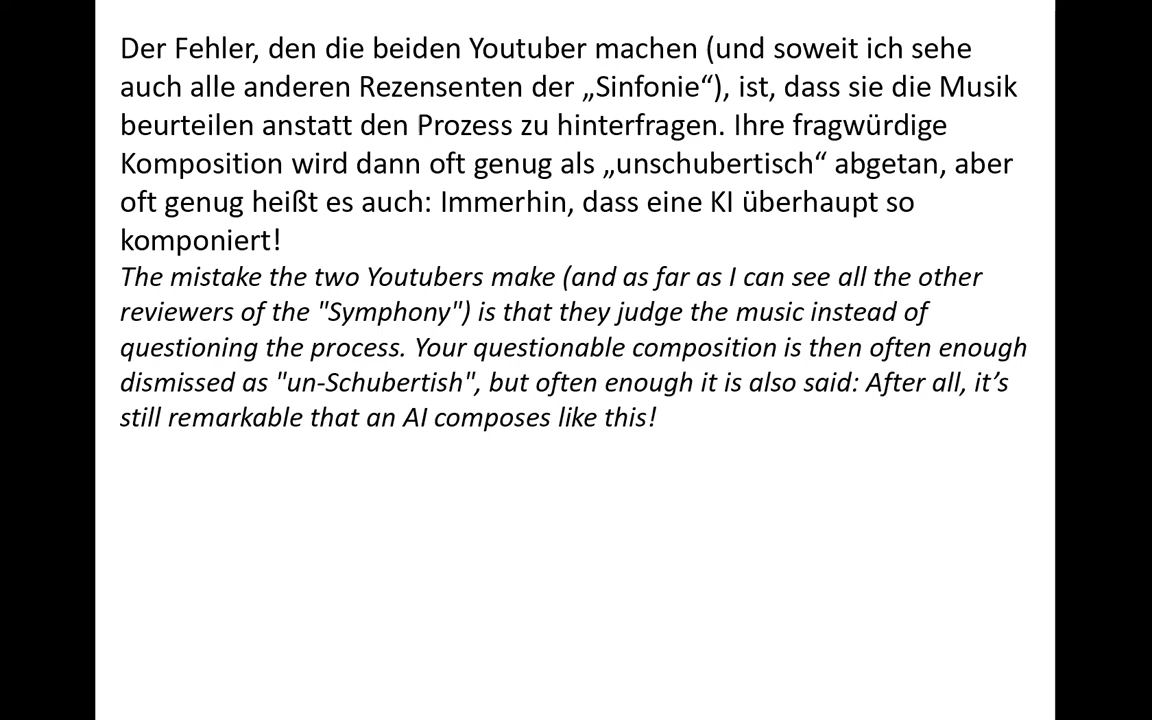 Der Fehler, den die beiden Youtuber machen (und soweit ich sehe
auch alle anderen Rezensenten der „Sinfonie“), ist, dass sie die Musik
beurteilen anstatt den Prozess zu hinterfragen. Ihre fragwürdige
Komposition wird dann oft genug als „unschubertisch“ abgetan, aber
oft genug heißt es auch: Immerhin, dass eine KI überhaupt so
komponiert!
The mistake the two Youtubers make (and as far as I can see all the other
reviewers of the "Symphony") is that they judge the music instead of
questioning the process. Your questionable composition is then often enough
dismissed as "un-Schubertish", but often enough it is also said: After all, it’s
still remarkable that an AI composes like this!